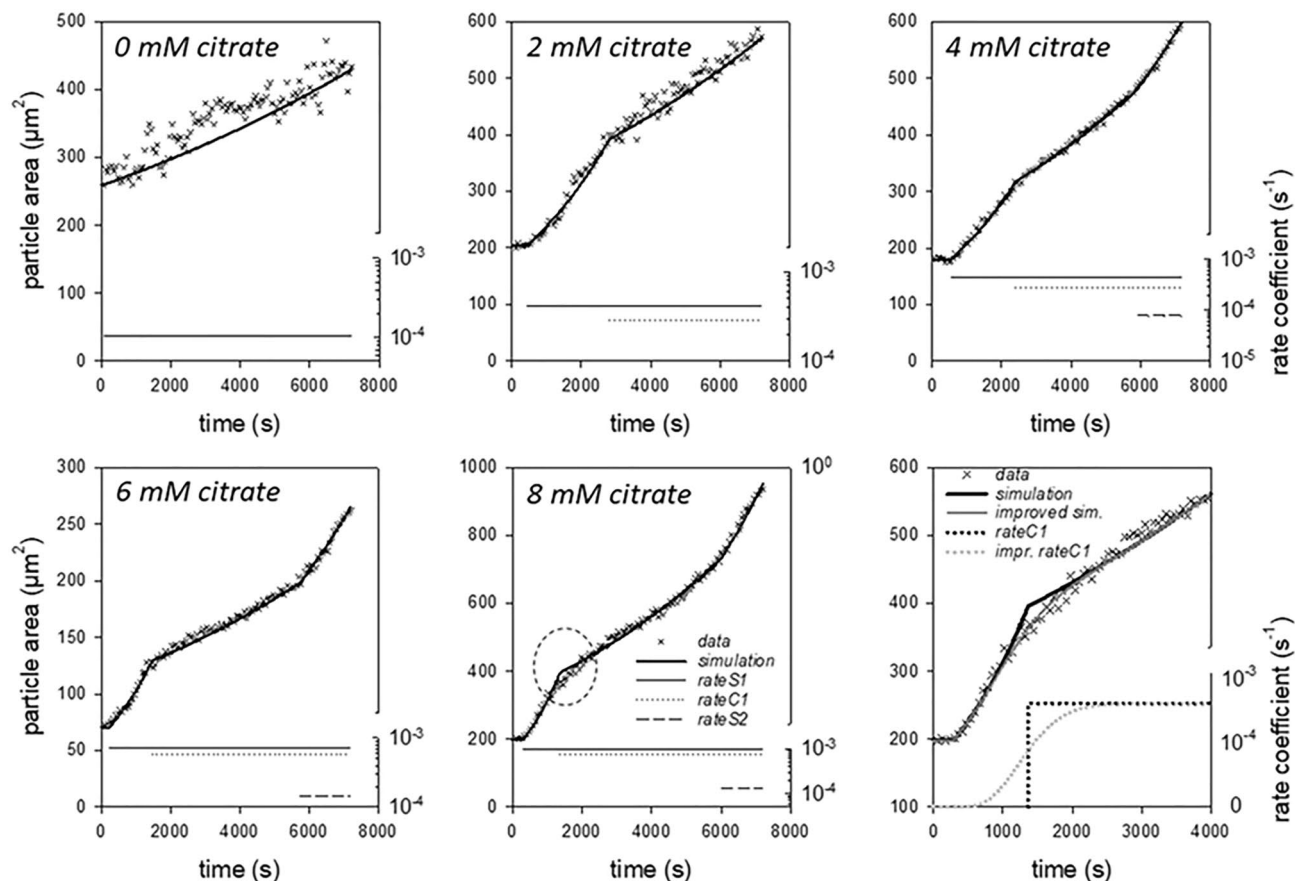 0 mM citrate
500
400
300
200
100
0
particle area (µm²)
10⁻³
10⁻⁴
0 2000 4000 6000 8000
time (s)
2 mM citrate
600
500
400
300
200
100
0
10⁻³
10⁻⁴
0 2000 4000 6000 8000
time (s)
4 mM citrate
600
500
400
300
200
100
0
10⁻³
10⁻⁴
10⁻⁵
rate coefficient (s⁻¹)
0 2000 4000 6000 8000
time (s)
6 mM citrate
300
250
200
150
100
50
0
particle area (µm²)
10⁻³
10⁻⁴
0 2000 4000 6000 8000
time (s)
8 mM citrate
1000
800
600
400
200
0
10⁰
10⁻³
10⁻⁴
data
simulation
rateS1
rateC1
rateS2
0 2000 4000 6000 8000
time (s)
600
500
400
300
200
100
data
simulation
improved sim.
rateC1
impr. rateC1
10⁻³
10⁻⁴
0
rate coefficient (s⁻¹)
0 1000 2000 3000 4000
time (s)